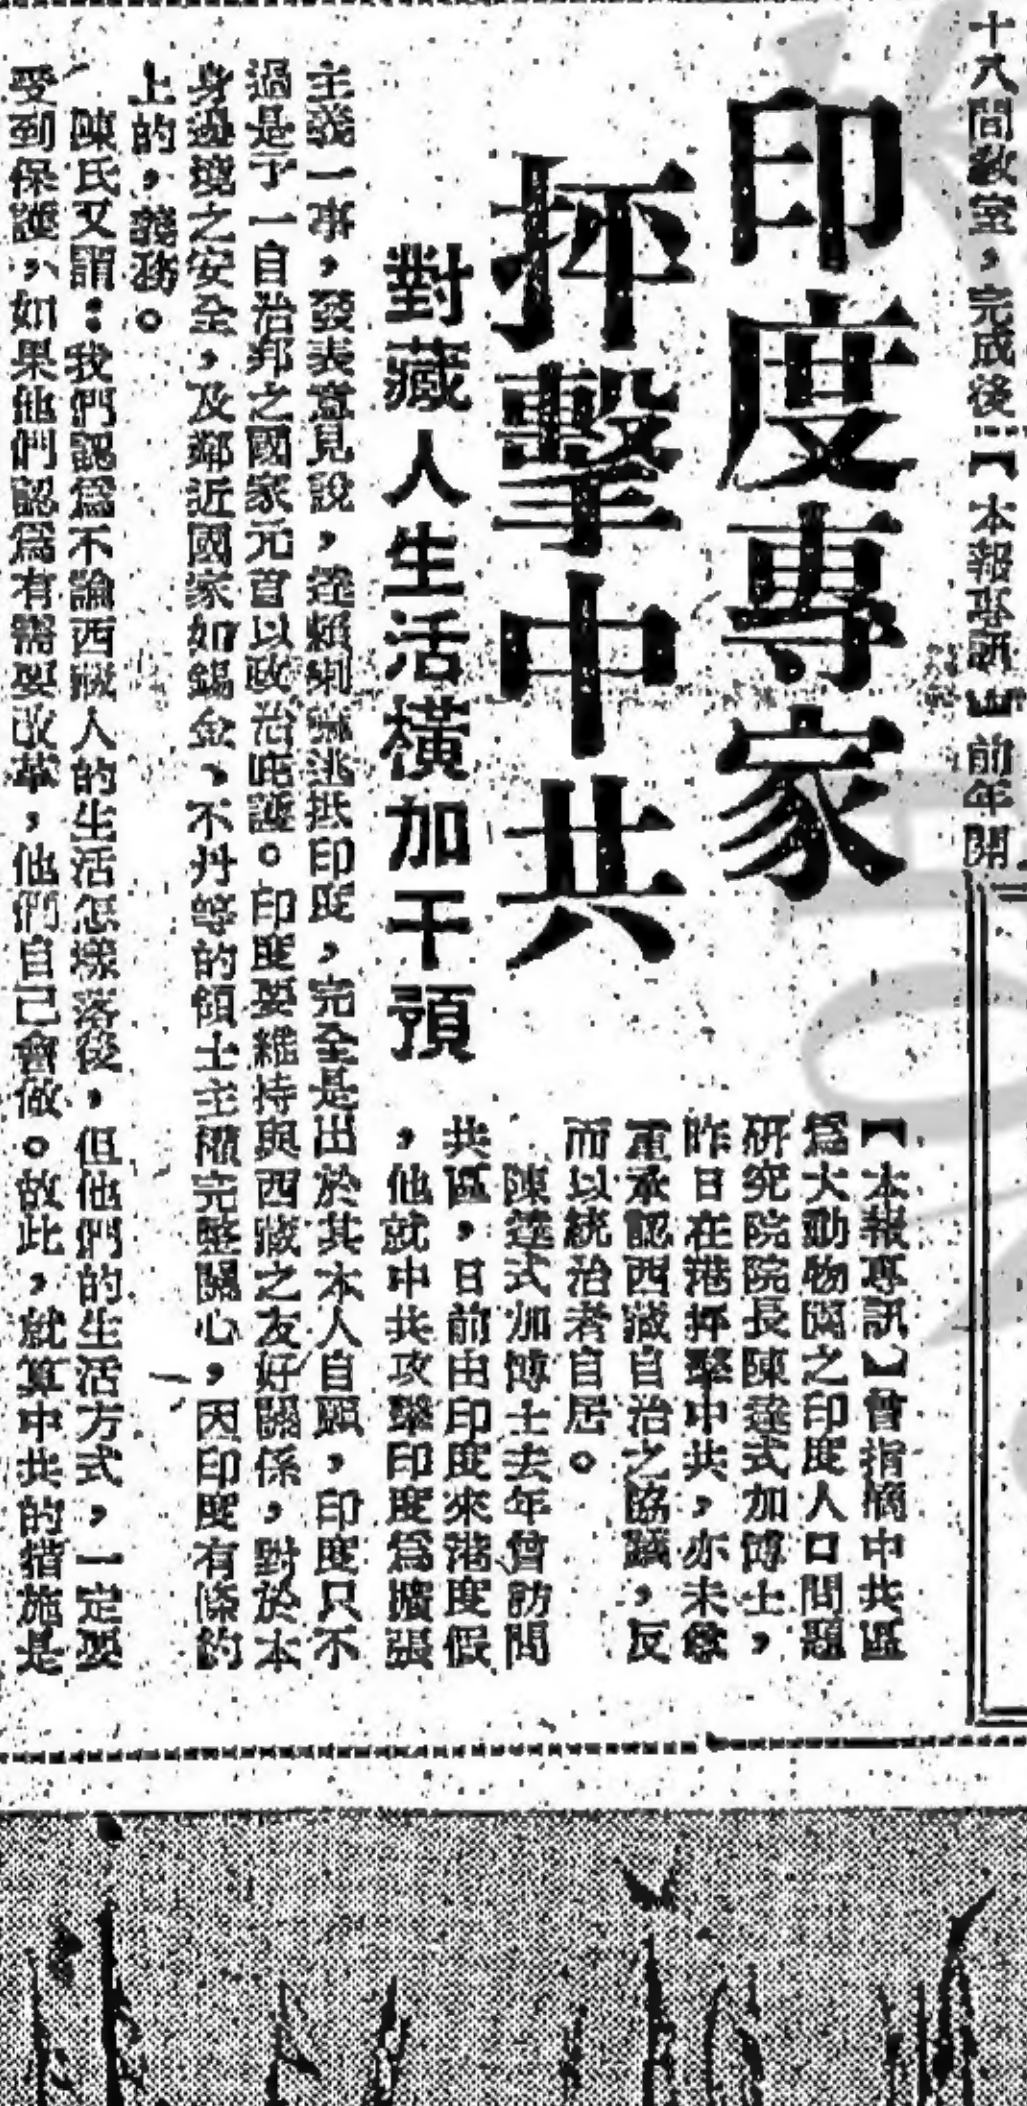 十八間教室，完成後
【本報專訊】
前年開
印度專家
抨擊中共
對藏人生活橫加干預
【本報專訊】曾指摘中共區
爲大動物園之印度人口問題
研究院院長陳達式加博士，
昨日在港抨擊中共，亦未
重承認西藏自治之協議，反
而以統治者自居。
陳達式加博士去年曾訪問
共區，日前由印度來港度假
，他就中共攻擊印度爲擴張
主義一事，發表意見說，達賴喇嘛逃抵印度，完全是出於其本人自願，印度只不
過是予一自治邦之國家元首以政治庇護。印度要維持與西藏之友好關係，對於本
身邊境之安全，及鄰近國家如錫金、不丹等的領土主權完整關心，因印度有條約
上的，義務。
陳氏又謂：我們認爲不論西藏人的生活怎樣落後，但他們的生活方式，一定要
受到保護，如果他們認爲有需要改革，他們自己會做。故此，就算中共的措施是